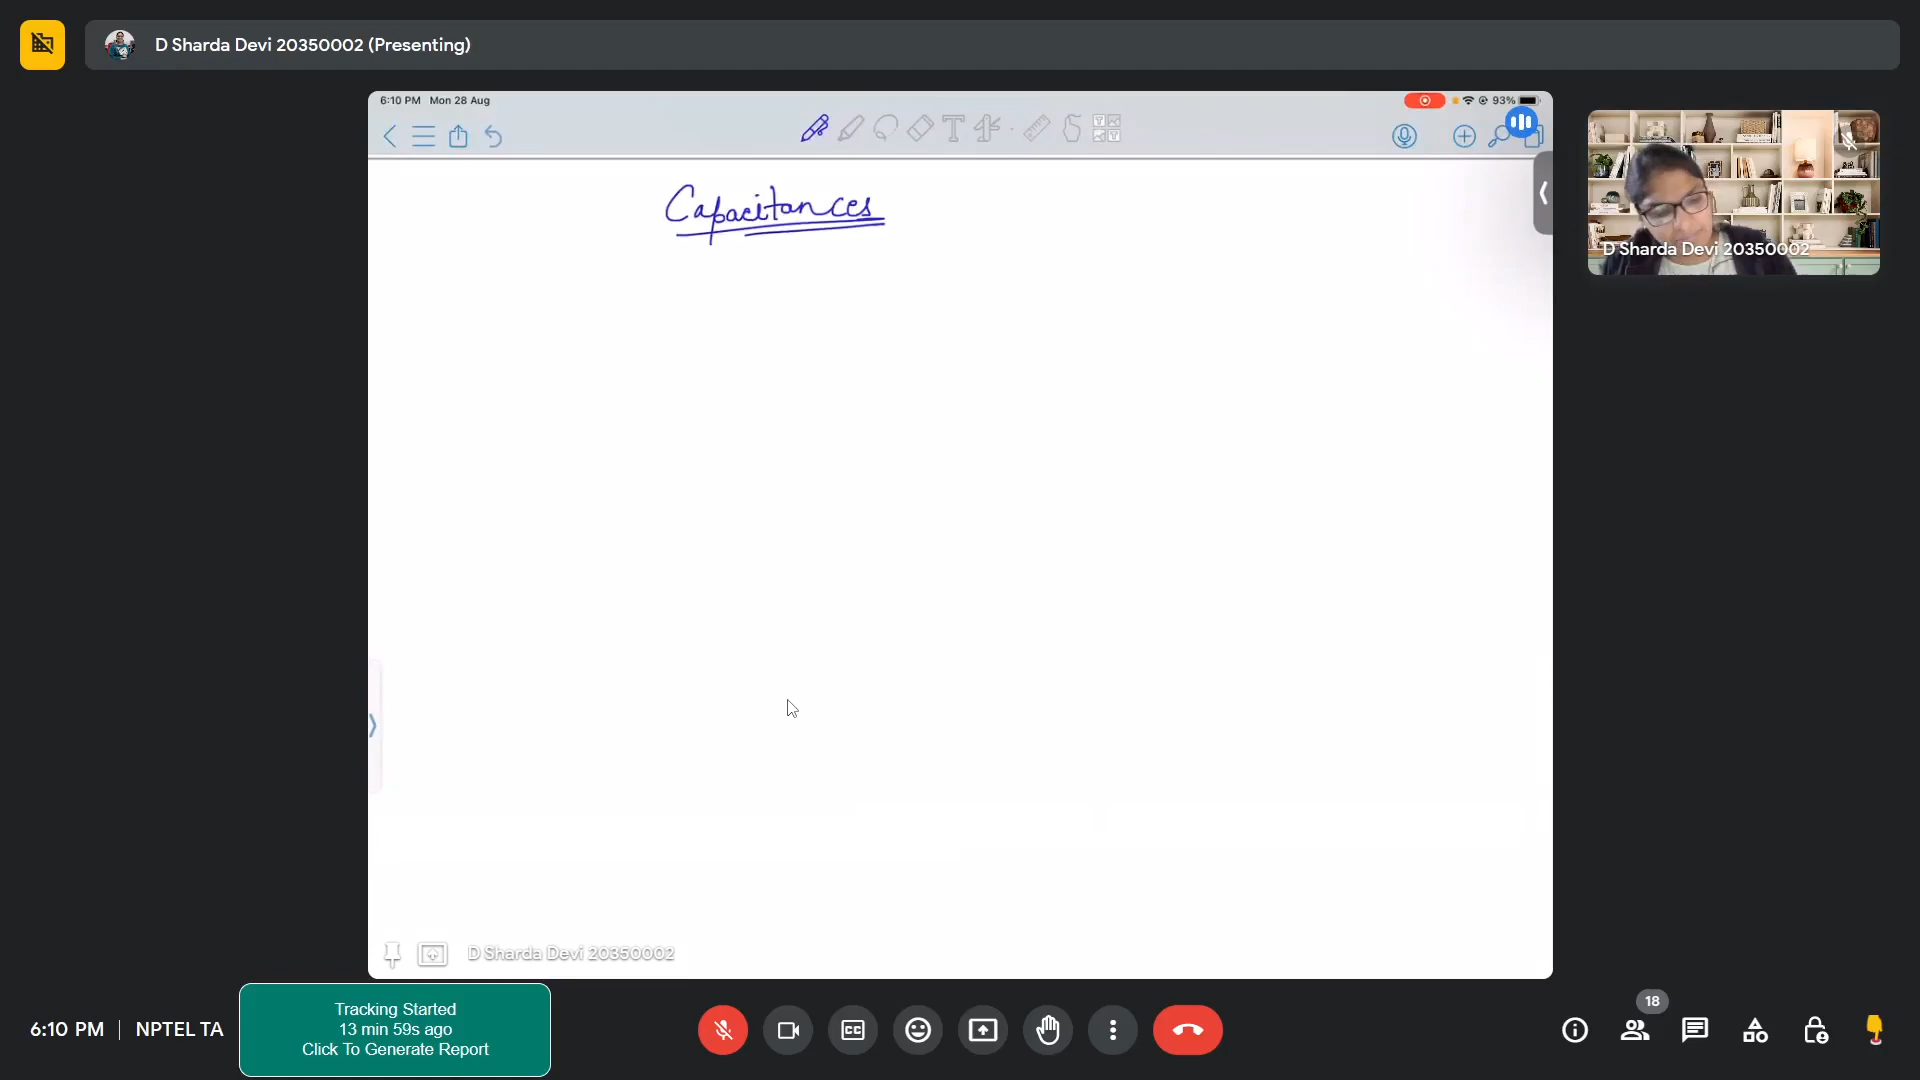 D Sharda Devi 20350002 (Presenting)
6:10 PM Mon 28 Aug
93%
Capacitances
D Sharda Devi 20350002
D Sharda Devi 20350002
6:10 PM | NPTEL TA
Tracking Started
13 min 59s ago
Click To Generate Report
CC
18